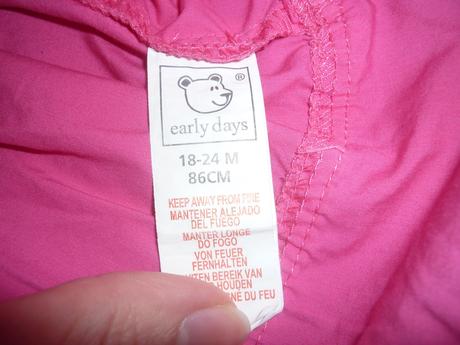 ®
early days
18-24 M
86CM
KEEP AWAY FROM FIRE
MANTENER ALEJADO
DEL FUEGO
MANTER LONGE
DO FOGO
VON FEUER
FERNHALTEN
BEREIK VAN
HOUDEN
DU FEU